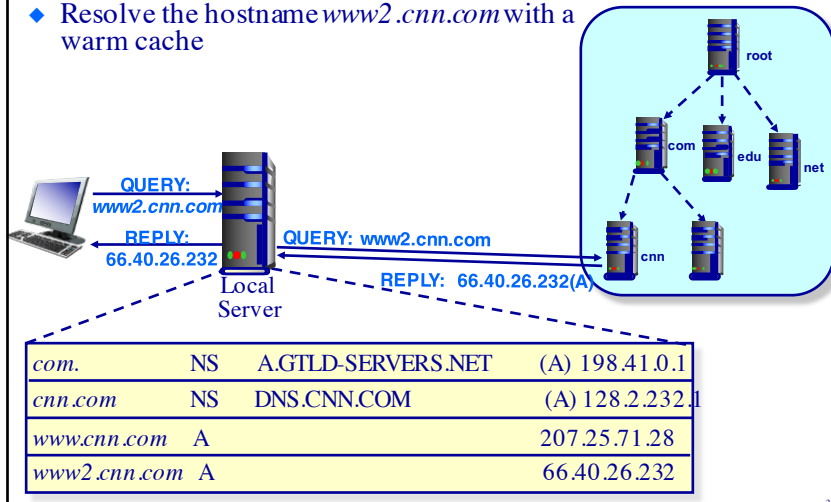 Resolve the hostname www2.cnn.com with a
warm cache
root
com
edu
net
cnn
QUERY:
www2.cnn.com
REPLY:
66.40.26.232
QUERY: www2.cnn.com
REPLY: 66.40.26.232(A)
Local
Server
com. NS A.GTLD-SERVERS.NET (A) 198.41.0.1
cnn.com NS DNS.CNN.COM (A) 128.2.232.1
www.cnn.com A 207.25.71.28
www2.cnn.com A 66.40.26.232